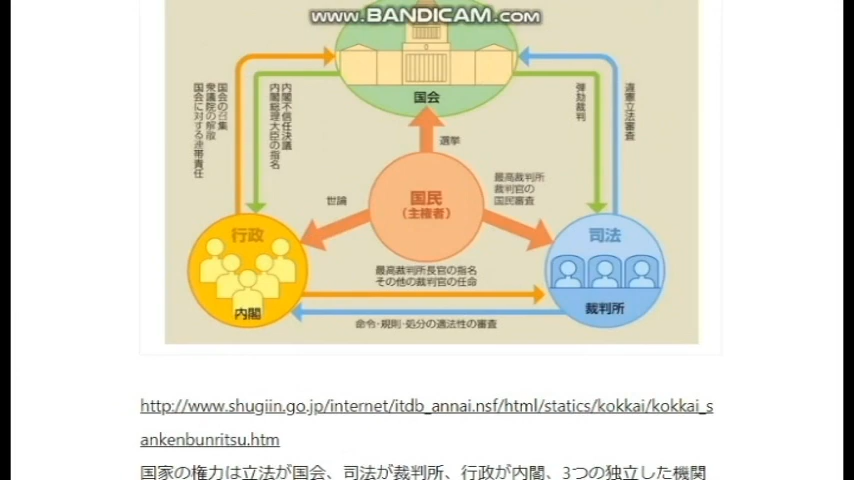 WWW.BANDICAM.COM
国会
国会の召集
衆議院の解散
国会に対する連帯責任
内閣不信任決議
内閣総理大臣の指名
弾劾裁判
違憲立法審査
選挙
国民
(主権者)
世論
最高裁判所
裁判官の
国民審査
行政
内閣
司法
裁判所
最高裁判所長官の指名
その他の裁判官の任命
命令・規則・処分の適法性の審査
http://www.shugiin.go.jp/internet/itdb_annai.nsf/html/statics/kokkai/kokkai_s
ankenbunritsu.htm
国家の権力は立法が国会、司法が裁判所、行政が内閣、3つの独立した機関